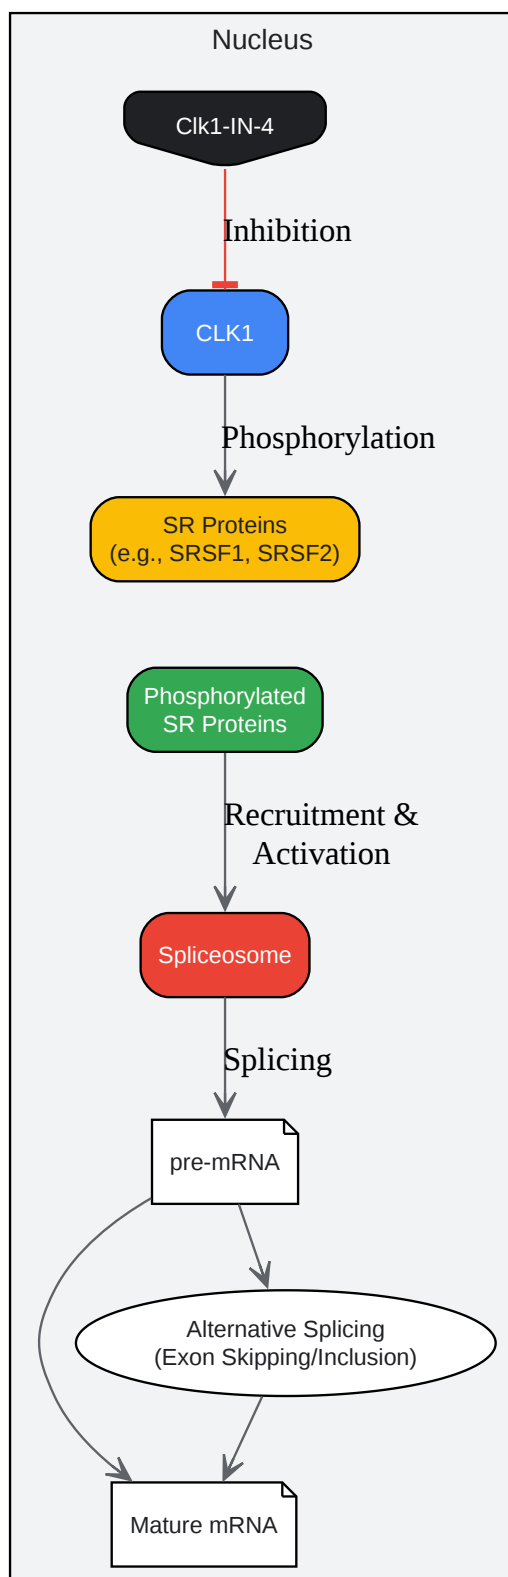 Nucleus
Clk1-IN-4
Inhibition
CLK1
Phosphorylation
SR Proteins
(e.g., SRSF1, SRSF2)
Phosphorylated
SR Proteins
Recruitment &
Activation
Spliceosome
Splicing
pre-mRNA
Alternative Splicing
(Exon Skipping/Inclusion)
Mature mRNA